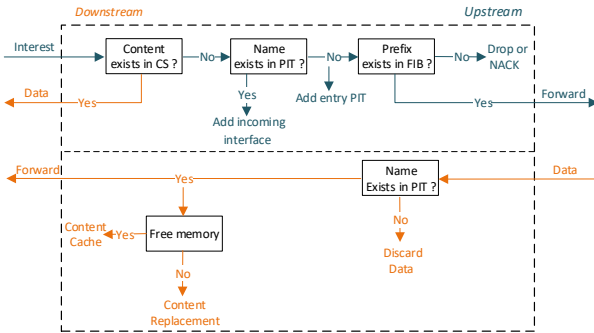 Downstream
Upstream
Interest
Content
exists in CS ?
No
Name
exists in PIT ?
No
Prefix
exists in FIB ?
No
Drop or
NACK
Data
Yes
Yes
Add incoming
interface
Add entry PIT
Yes
Forward
Forward
Yes
Name
Exists in PIT ?
Data
Content
Cache
Yes
Free memory
No
Discard
Data
No
Content
Replacement